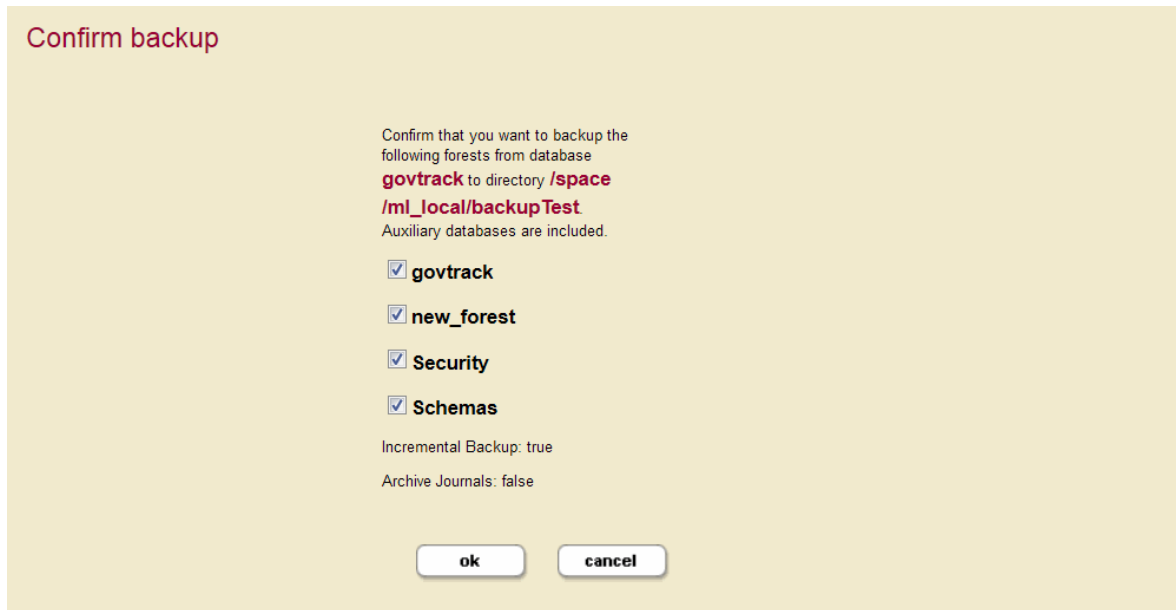 Confirm backup
Confirm that you want to backup the
following forests from database
govtrack to directory /space
/ml_local/backupTest.
Auxiliary databases are included.
govtrack
new_forest
Security
Schemas
Incremental Backup: true
Archive Journals: false
ok cancel